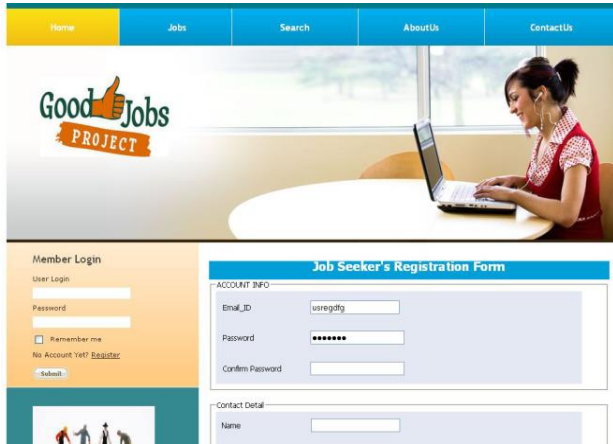 Home Jobs Search AboutUs ContactUs
Good Jobs
PROJECT
Member Login
User Login
Password
Remember me
No Account Yet? Register
Submit
Job Seeker's Registration Form
ACCOUNT INFO
Email_ID usregdfg
Password •••••••
Confirm Password
Contact Detail
Name